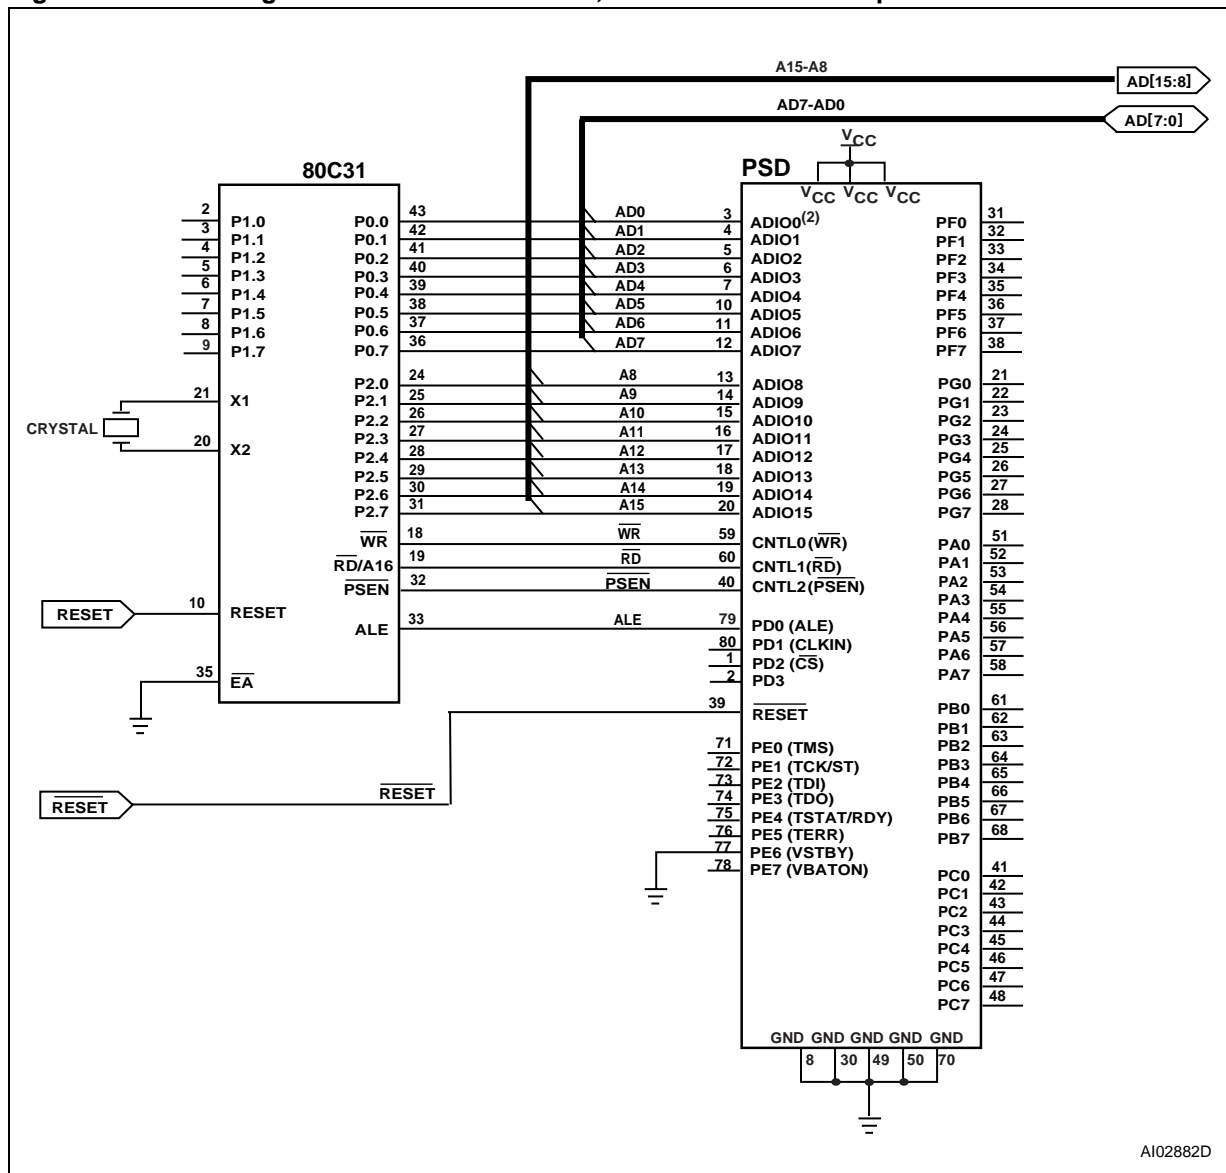 A15-A8
AD[15:8]
AD7-AD0
AD[7:0]
VCC
80C31
PSD
VCC VCC VCC
2 P1.0
3 P1.1
4 P1.2
5 P1.3
6 P1.4
7 P1.5
8 P1.6
9 P1.7
21 X1
CRYSTAL
20 X2
RESET
10 RESET
35 EA
RESET
RESET
P0.0 43 AD0 3 ADIO0(2)
P0.1 42 AD1 4 ADIO1
P0.2 41 AD2 5 ADIO2
P0.3 40 AD3 6 ADIO3
P0.4 39 AD4 7 ADIO4
P0.5 38 AD5 10 ADIO5
P0.6 37 AD6 11 ADIO6
P0.7 36 AD7 12 ADIO7
P2.0 24 A8 13 ADIO8
P2.1 25 A9 14 ADIO9
P2.2 26 A10 15 ADIO10
P2.3 27 A11 16 ADIO11
P2.4 28 A12 17 ADIO12
P2.5 29 A13 18 ADIO13
P2.6 30 A14 19 ADIO14
P2.7 31 A15 20 ADIO15
WR 18 WR 59 CNTL0(WR)
RD/A16 19 RD 60 CNTL1(RD)
PSEN 32 PSEN 40 CNTL2(PSEN)
ALE 33 ALE 79 PD0 (ALE)
80 PD1 (CLKIN)
1 PD2 (CS)
2 PD3
39 RESET
71 PE0 (TMS)
72 PE1 (TCK/ST)
73 PE2 (TDI)
74 PE3 (TDO)
75 PE4 (TSTAT/RDY)
76 PE5 (TERR)
77 PE6 (VSTBY)
78 PE7 (VBATON)
PF0 31
PF1 32
PF2 33
PF3 34
PF4 35
PF5 36
PF6 37
PF7 38
PG0 21
PG1 22
PG2 23
PG3 24
PG4 25
PG5 26
PG6 27
PG7 28
PA0 51
PA1 52
PA2 53
PA3 54
PA4 55
PA5 56
PA6 57
PA7 58
PB0 61
PB1 62
PB2 63
PB3 64
PB4 65
PB5 66
PB6 67
PB7 68
PC0 41
PC1 42
PC2 43
PC3 44
PC4 45
PC5 46
PC6 47
PC7 48
GND GND GND GND GND
8 30 49 50 70
AI02882D